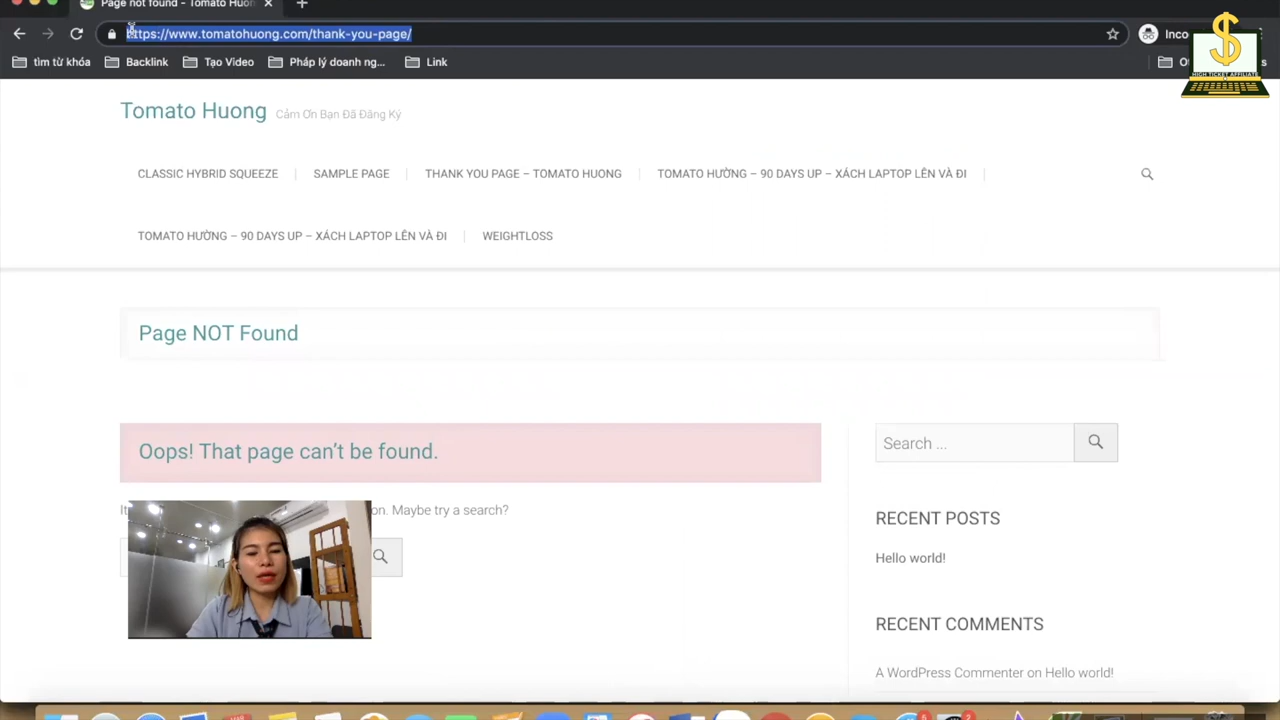 Page not found - Tomato Huon
https://www.tomatohuong.com/thank-you-page/
Inco
tìm từ khóa
Backlink
Tạo Video
Pháp lý doanh ng...
Link
HIGH TICKET AFFILIATE
Tomato Huong
Cảm Ơn Bạn Đã Đăng Ký
CLASSIC HYBRID SQUEEZE
SAMPLE PAGE
THANK YOU PAGE – TOMATO HUONG
TOMATO HƯỜNG – 90 DAYS UP – XÁCH LAPTOP LÊN VÀ ĐI
TOMATO HƯỜNG – 90 DAYS UP – XÁCH LAPTOP LÊN VÀ ĐI
WEIGHTLOSS
Page NOT Found
Oops! That page can't be found.
Search ...
on. Maybe try a search?
RECENT POSTS
Hello world!
RECENT COMMENTS
A WordPress Commenter on Hello world!